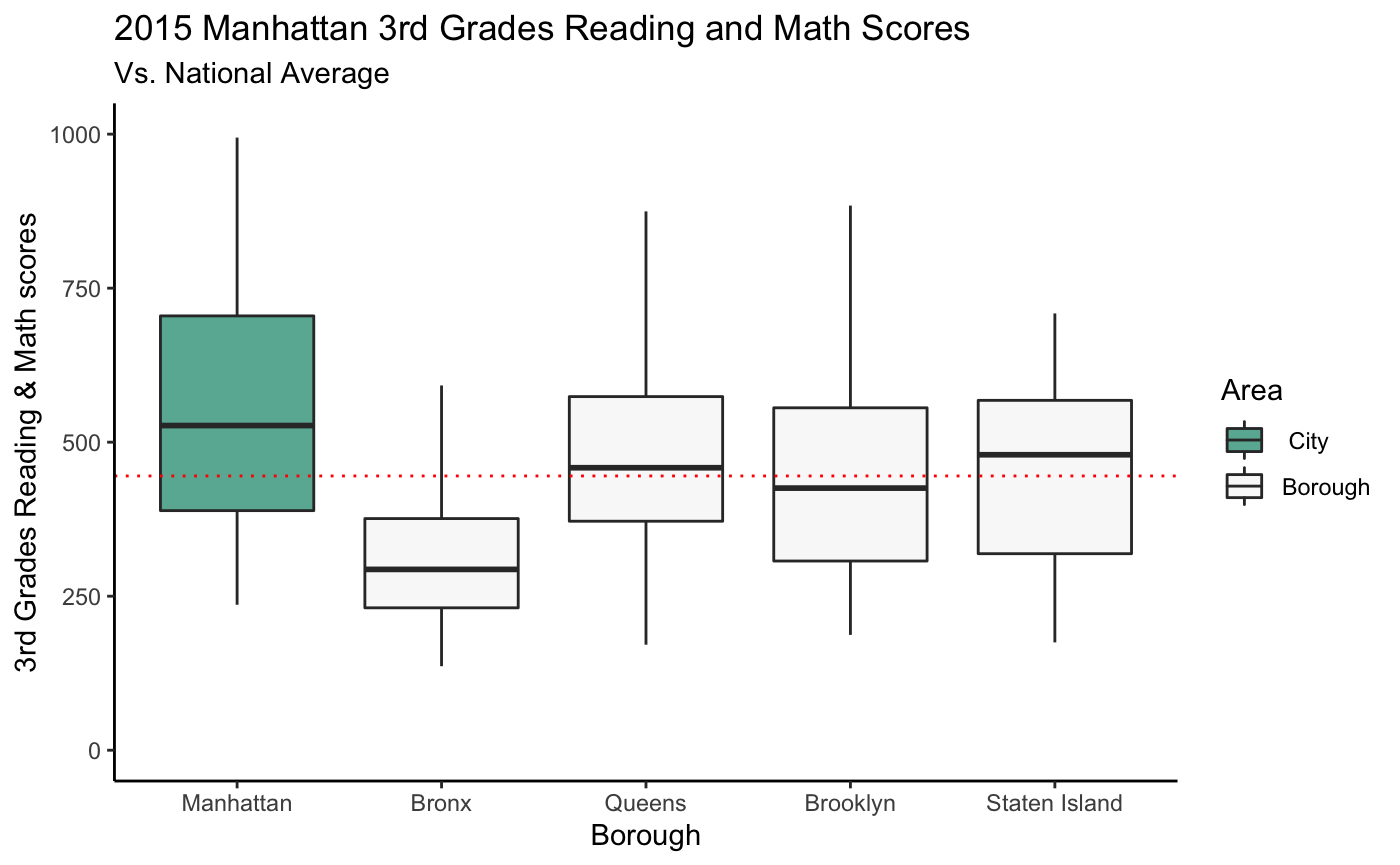 2015 Manhattan 3rd Grades Reading and Math Scores
Vs. National Average
3rd Grades Reading & Math scores
1000
750
500
250
0
Manhattan Bronx Queens Brooklyn Staten Island
Borough
Area
City
Borough